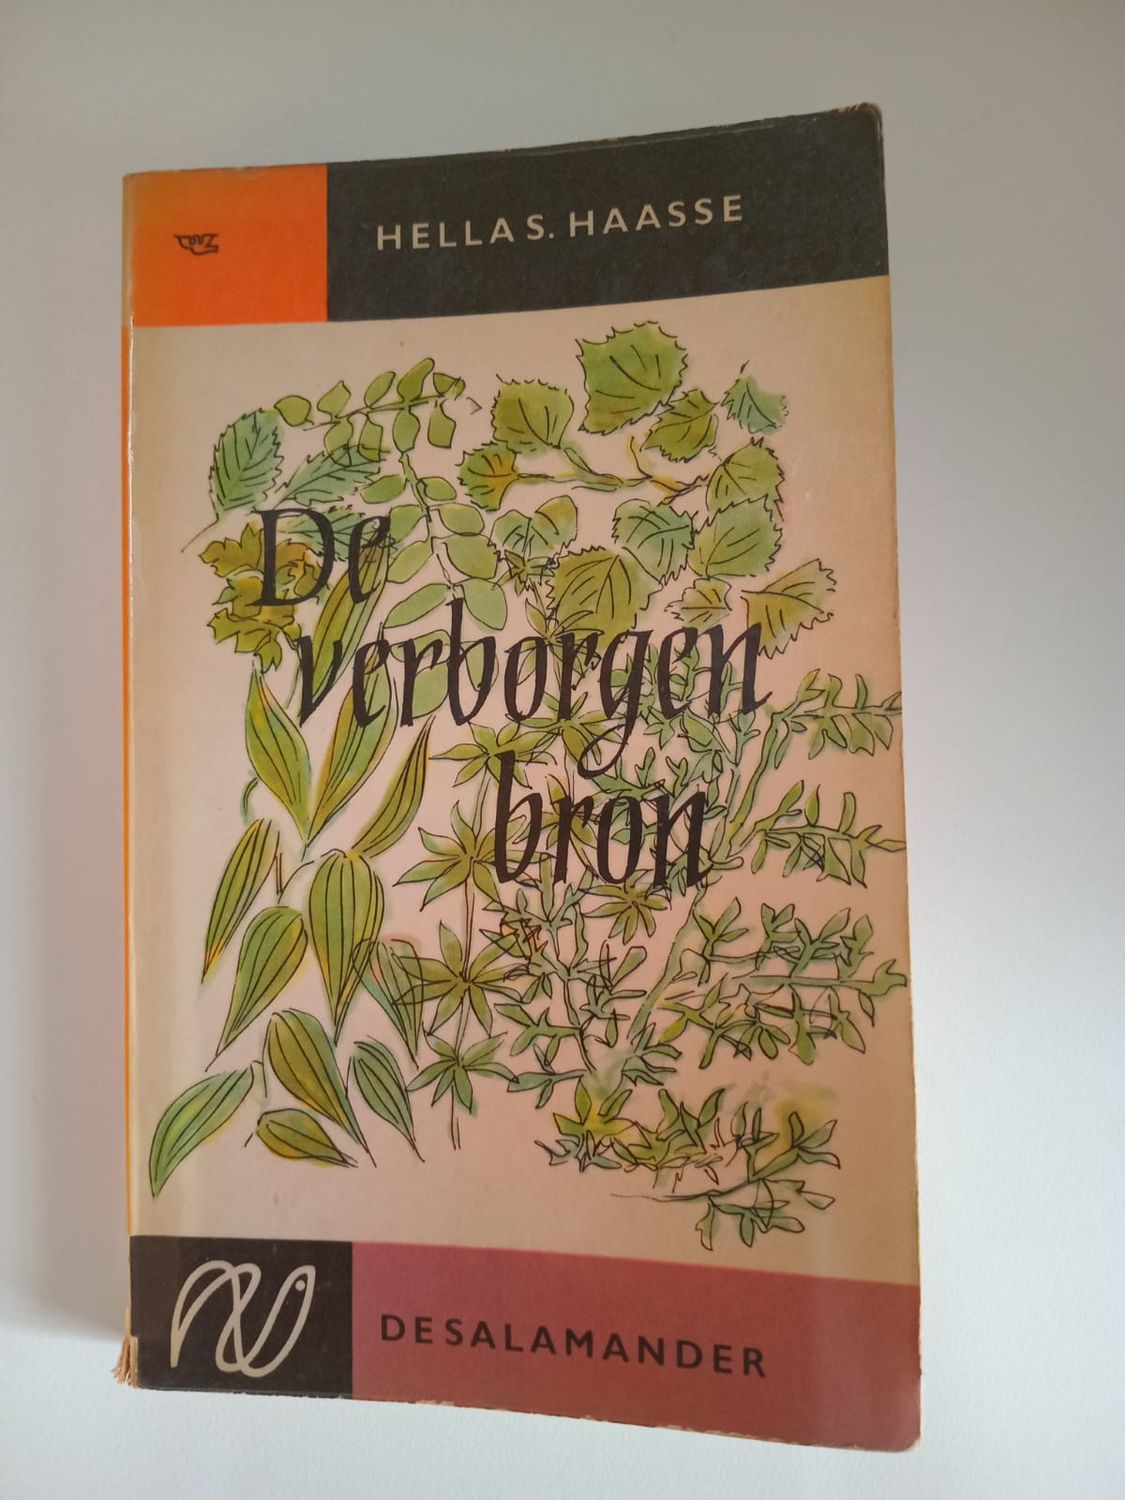 HELLA S. HAASSE
De
verborgen
bron
DE SALAMANDER